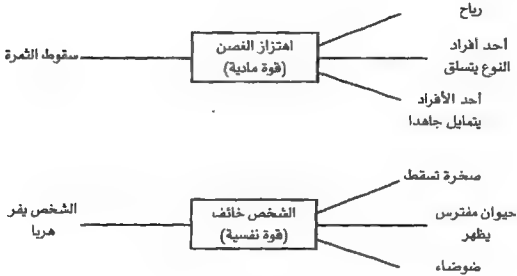 رياح
أحد أفراد
النوع يتسلق
أحد الأفراد
يتمايل جاهدا
اهتزاز الغصن
(قوة مادية)
سقوط الثمرة
صخرة تسقط
حيوان مفترس
يظهر
ضوضاء
الشخص خائف
(قوة نفسية)
الشخص يفر
هربا